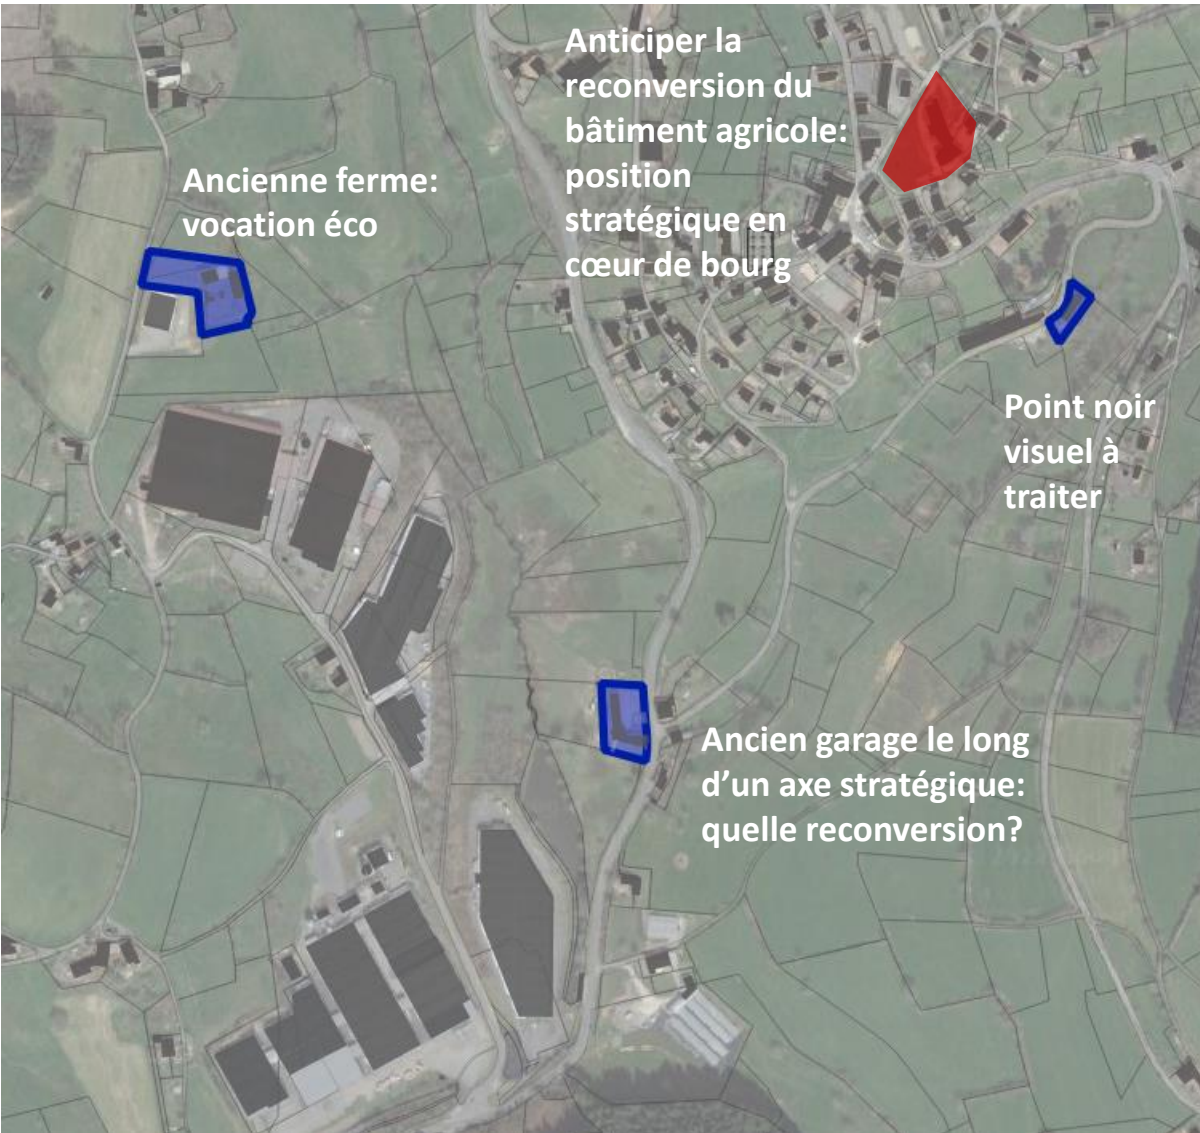 Anticiper la
reconversion du
bâtiment agricole:
position
stratégique en
cœur de bourg
Ancienne ferme:
vocation éco
Point noir
visuel à
traiter
Ancien garage le long
d’un axe stratégique:
quelle reconversion?